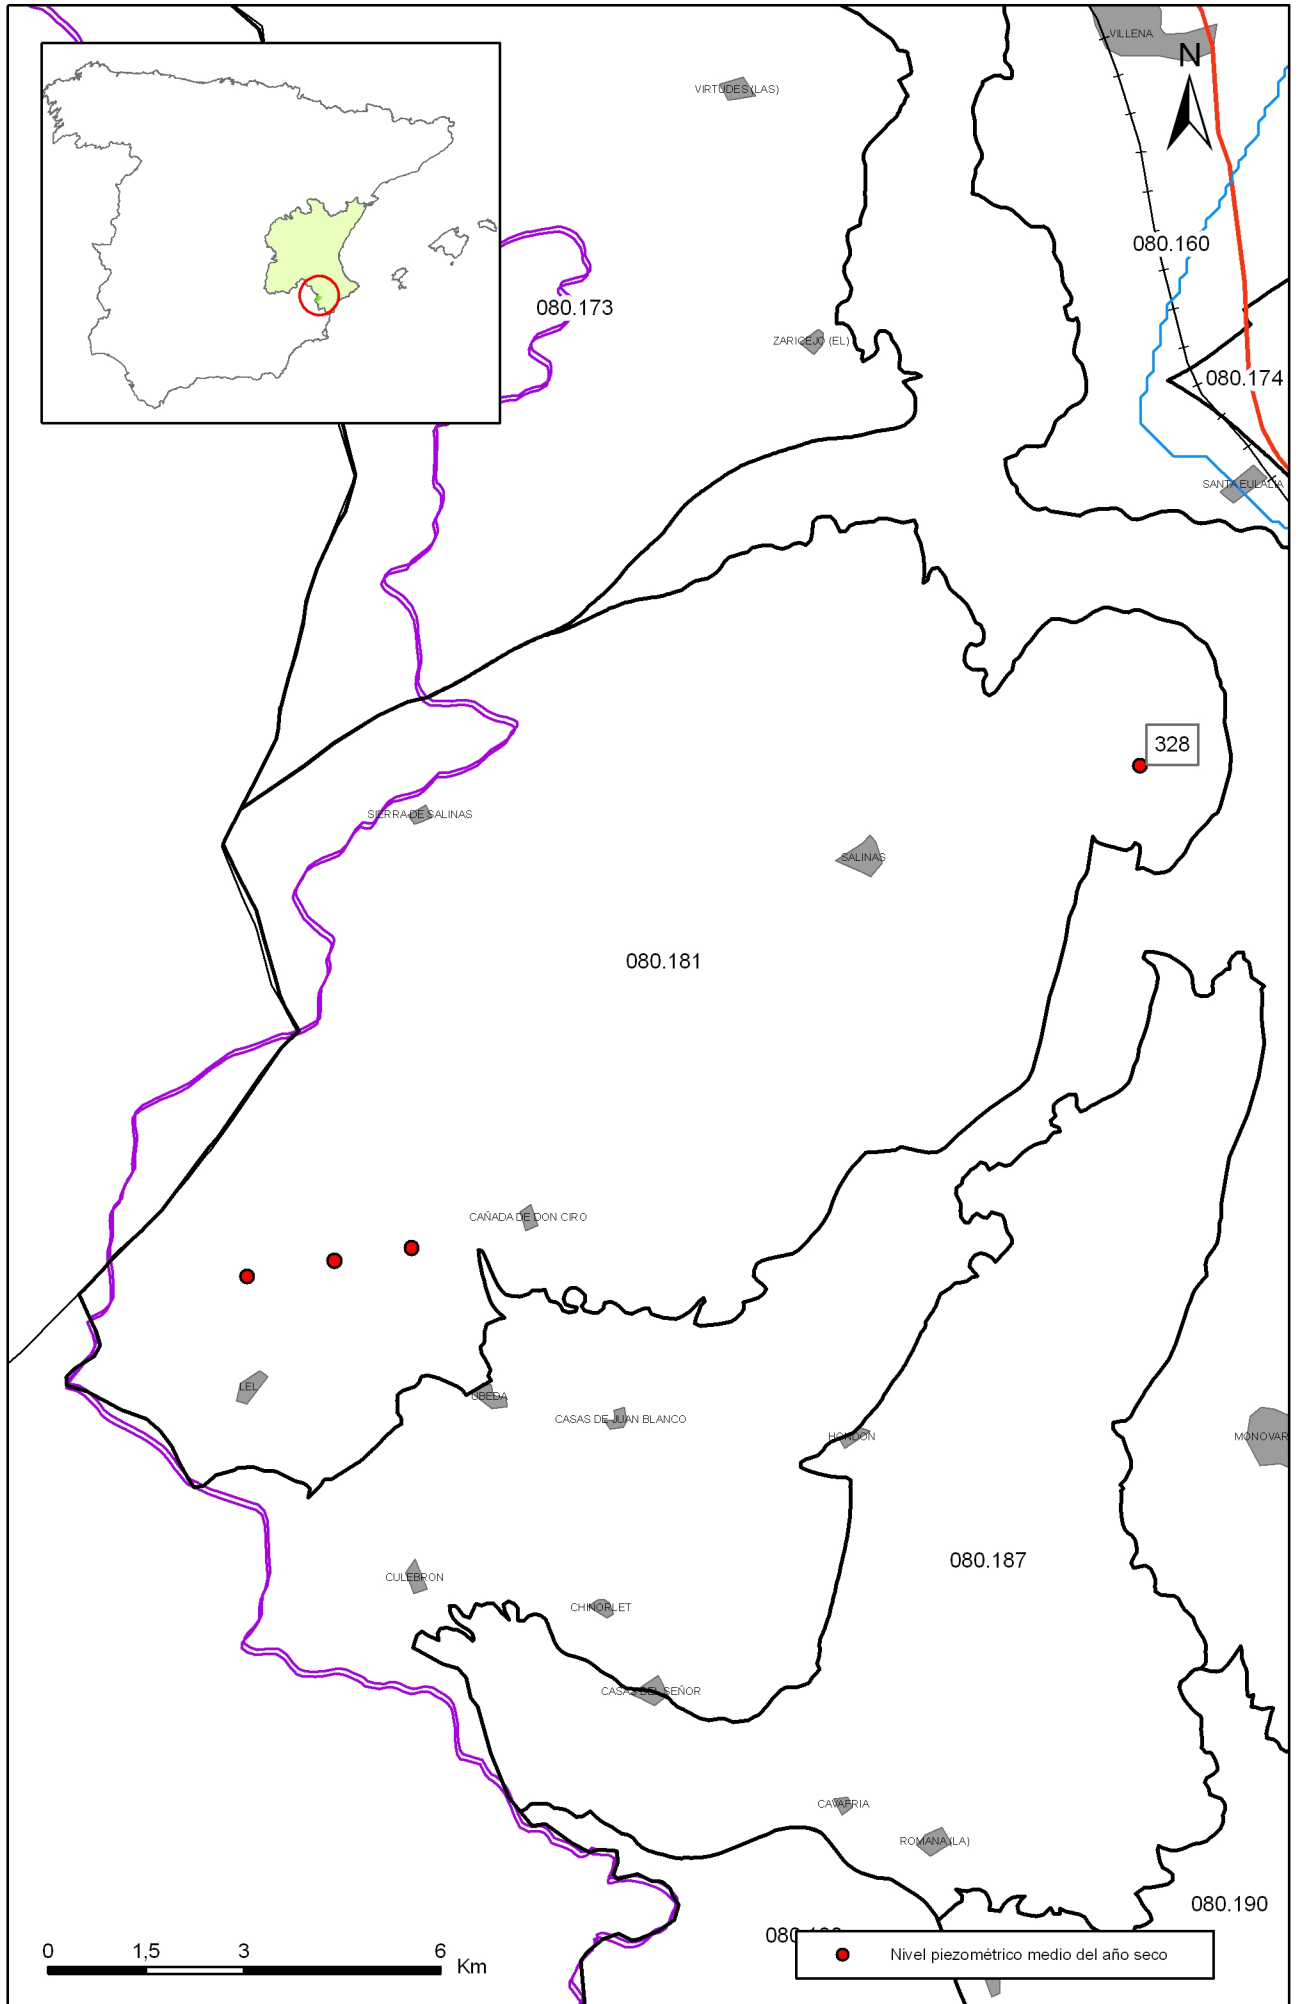 VILLENA
N
VIRTUDES (LAS)
080.160
080.173
ZARICEJO (EL)
080.174
SANTA EULALIA
328
SIERRA DE SALINAS
SALINAS
080.181
CAÑADA DE DON CIRO
LEL
UBEDA
CASAS DE JUAN BLANCO
HONDON
MONOVAR
080.187
CULEBRON
CHINORLET
CASAS DEL SEÑOR
CAVAFRIA
ROMANA (LA)
080.190
0 1,5 3 6 Km
Nivel piezométrico medio del año seco